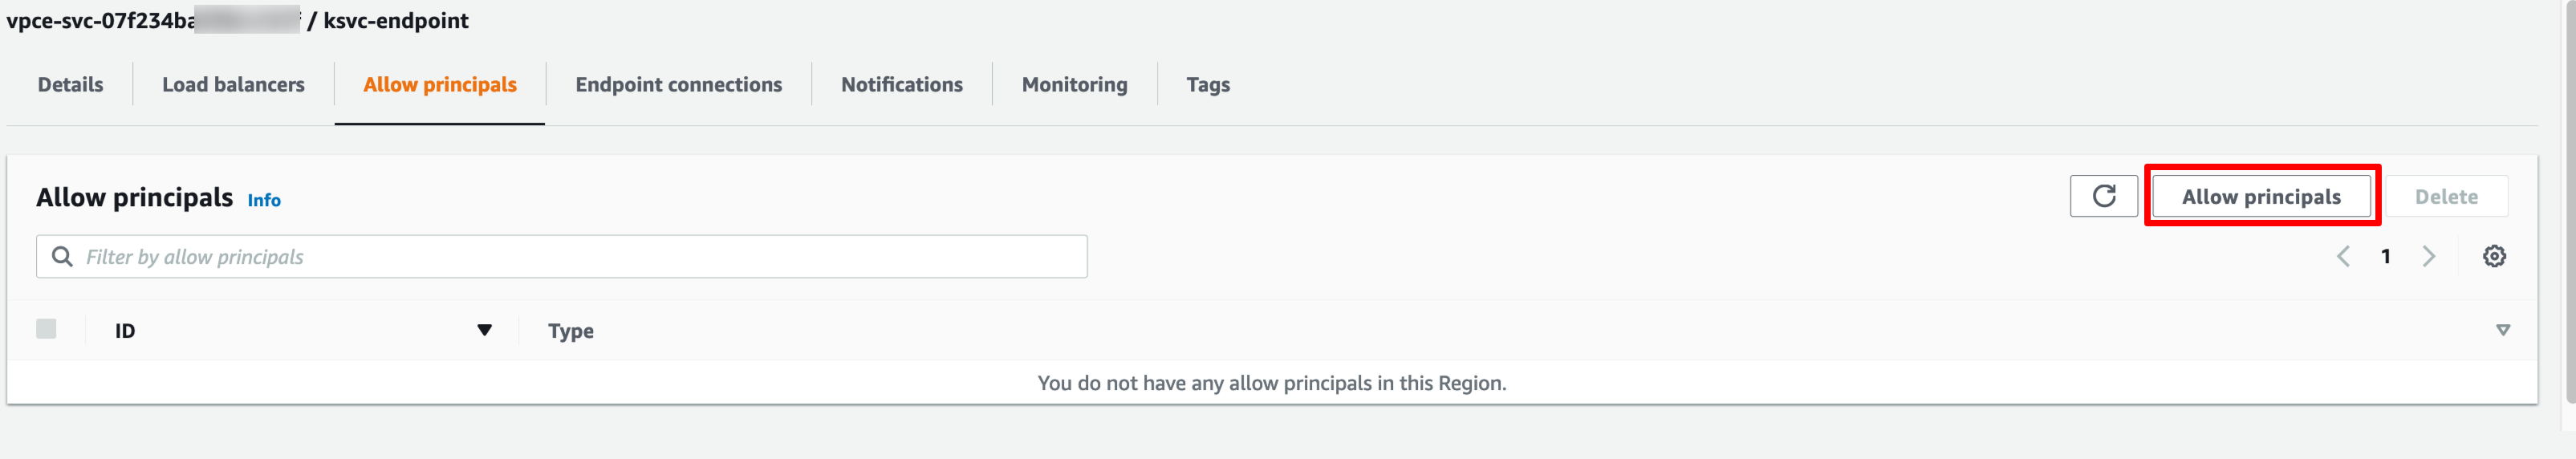 vpce-svc-07f234ba / ksvc-endpoint
Details Load balancers Allow principals Endpoint connections Notifications Monitoring Tags
Allow principals Info Allow principals Delete
Filter by allow principals 1
ID Type
You do not have any allow principals in this Region.